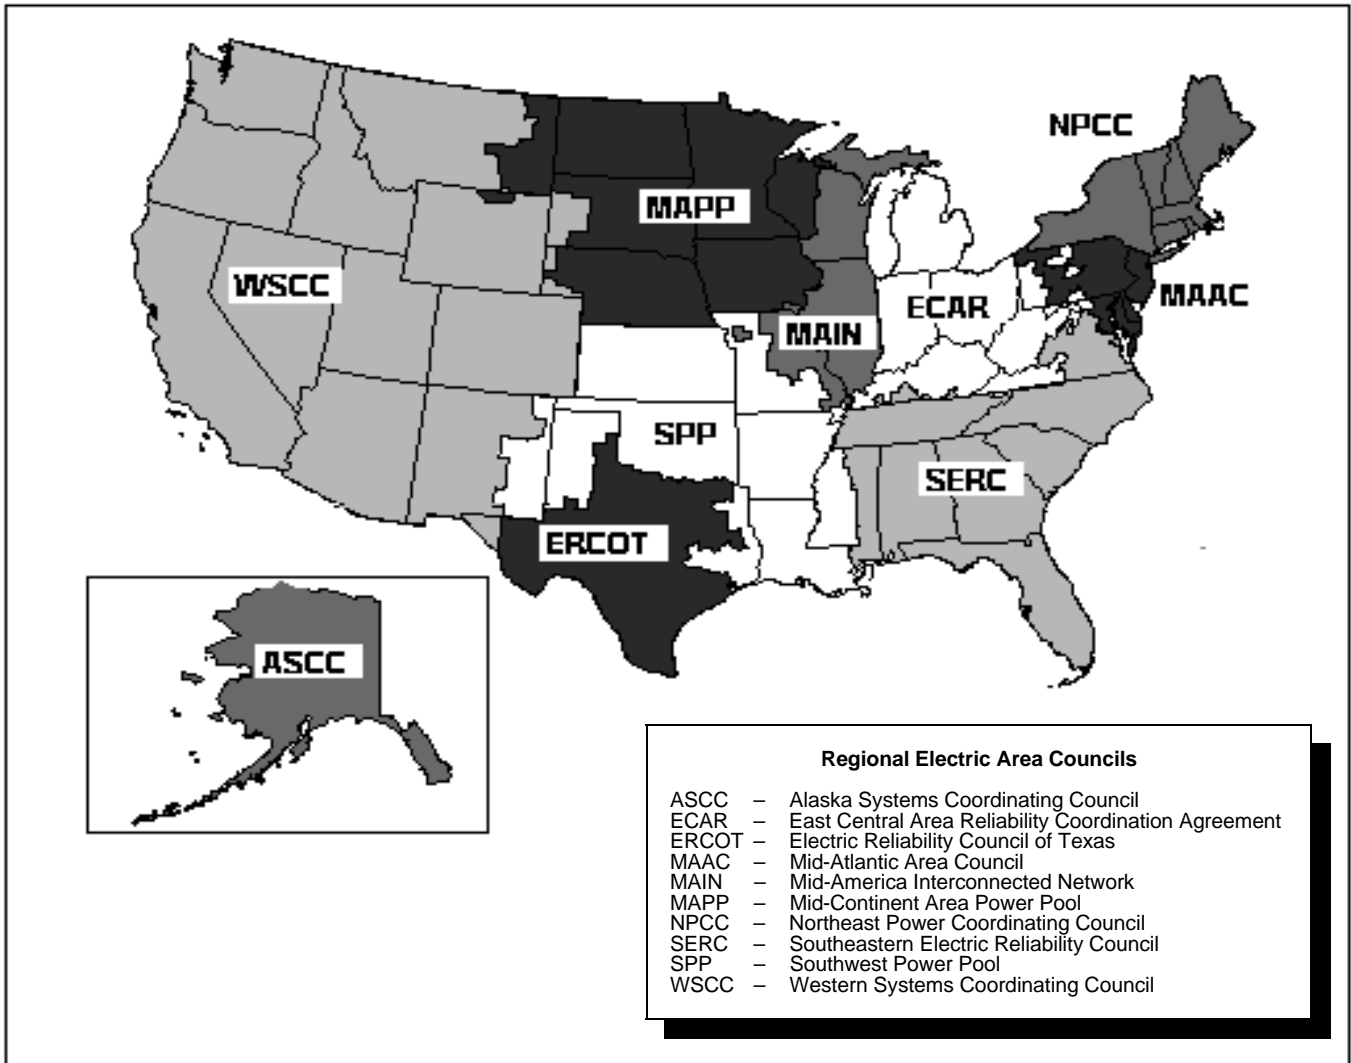 NPCC
MAPP
WSCC
ECAR
MAAC
MAIN
SPP
SERC
ERCOT
ASCC
Regional Electric Area Councils
ASCC – Alaska Systems Coordinating Council
ECAR – East Central Area Reliability Coordination Agreement
ERCOT – Electric Reliability Council of Texas
MAAC – Mid-Atlantic Area Council
MAIN – Mid-America Interconnected Network
MAPP – Mid-Continent Area Power Pool
NPCC – Northeast Power Coordinating Council
SERC – Southeastern Electric Reliability Council
SPP – Southwest Power Pool
WSCC – Western Systems Coordinating Council